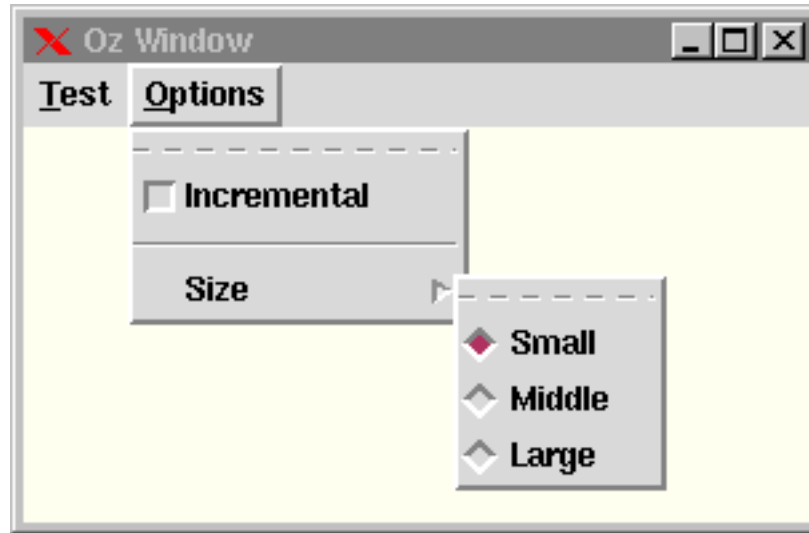 Oz Window
Test Options
Incremental
Size
Small
Middle
Large